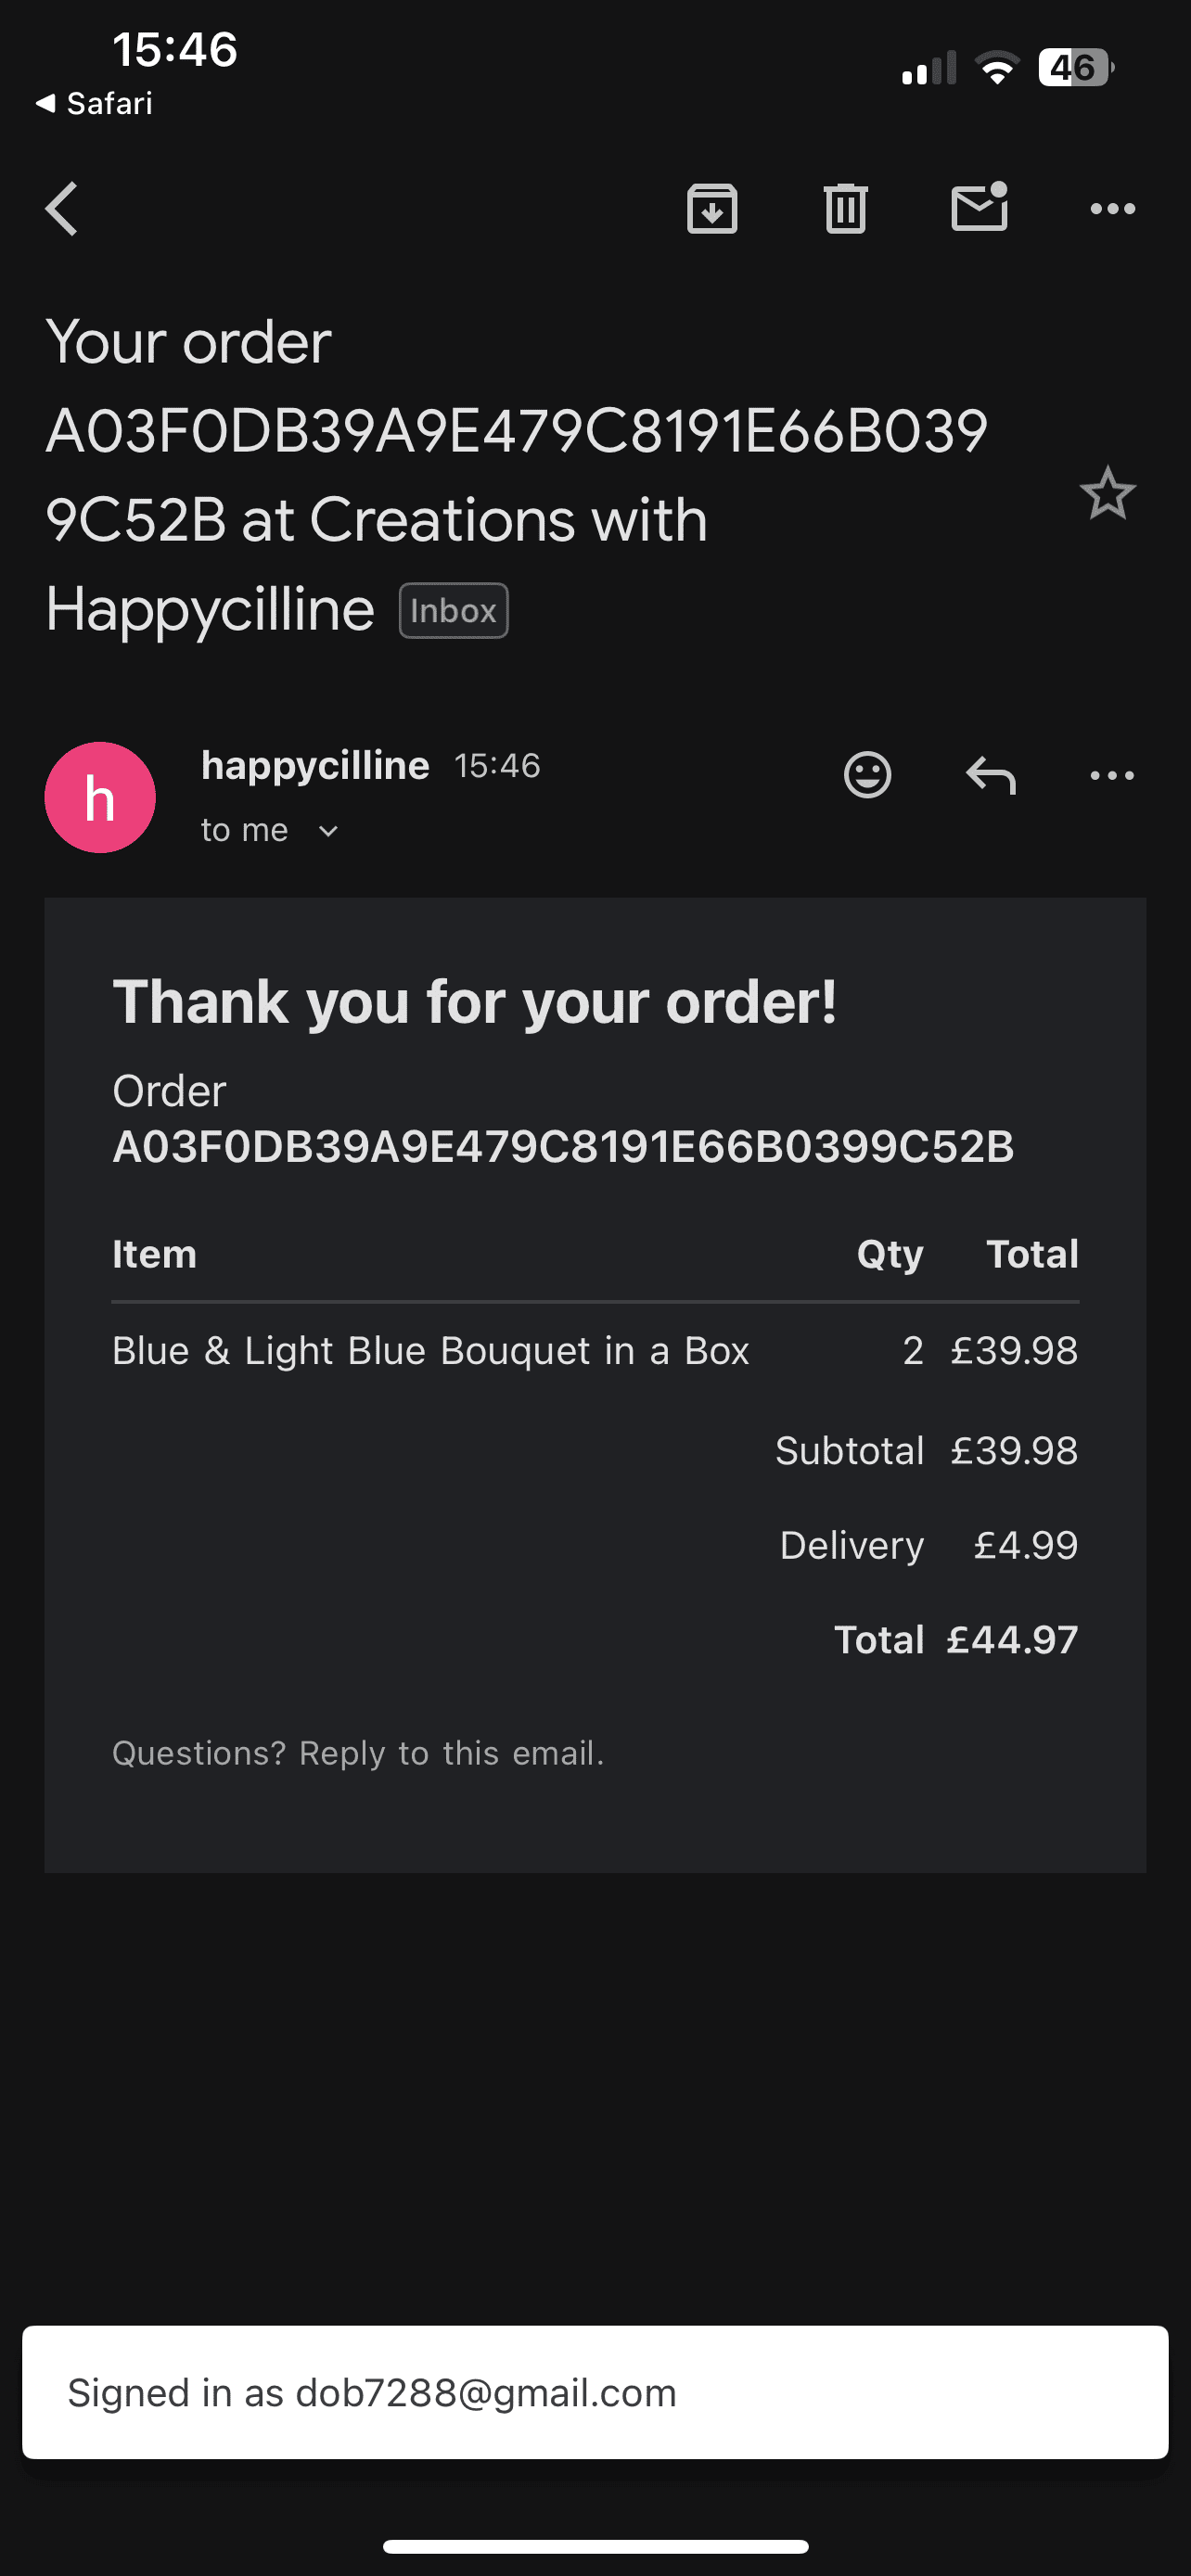 15:46
46
Safari
Your order
A03F0DB39A9E479C8191E66B039
9C52B at Creations with
Happycilline Inbox
h
happycilline 15:46
to me
Thank you for your order!
Order
A03F0DB39A9E479C8191E66B0399C52B
Item Qty Total
Blue & Light Blue Bouquet in a Box 2 £39.98
Subtotal £39.98
Delivery £4.99
Total £44.97
Questions? Reply to this email.
Signed in as dob7288@gmail.com